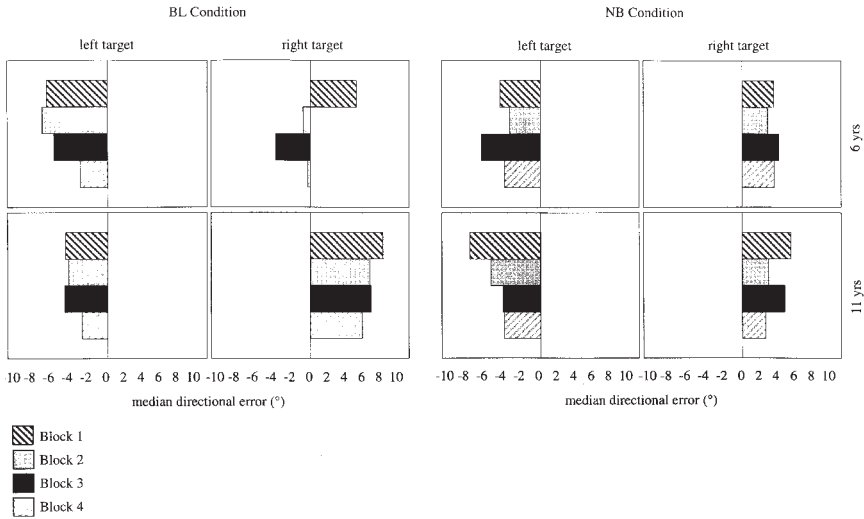 BL Condition
NB Condition
left target
right target
left target
right target
6 yrs
11 yrs
10 -8 -6 -4 -2 0 2 4 6 8 10
-10 -8 -6 -4 -2 0 2 4 6 8 10
-10 -8 -6 -4 -2 0 2 4 6 8 10
-10 -8 -6 -4 -2 0 2 4 6 8 10
median directional error (°)
median directional error (°)
Block 1
Block 2
Block 3
Block 4